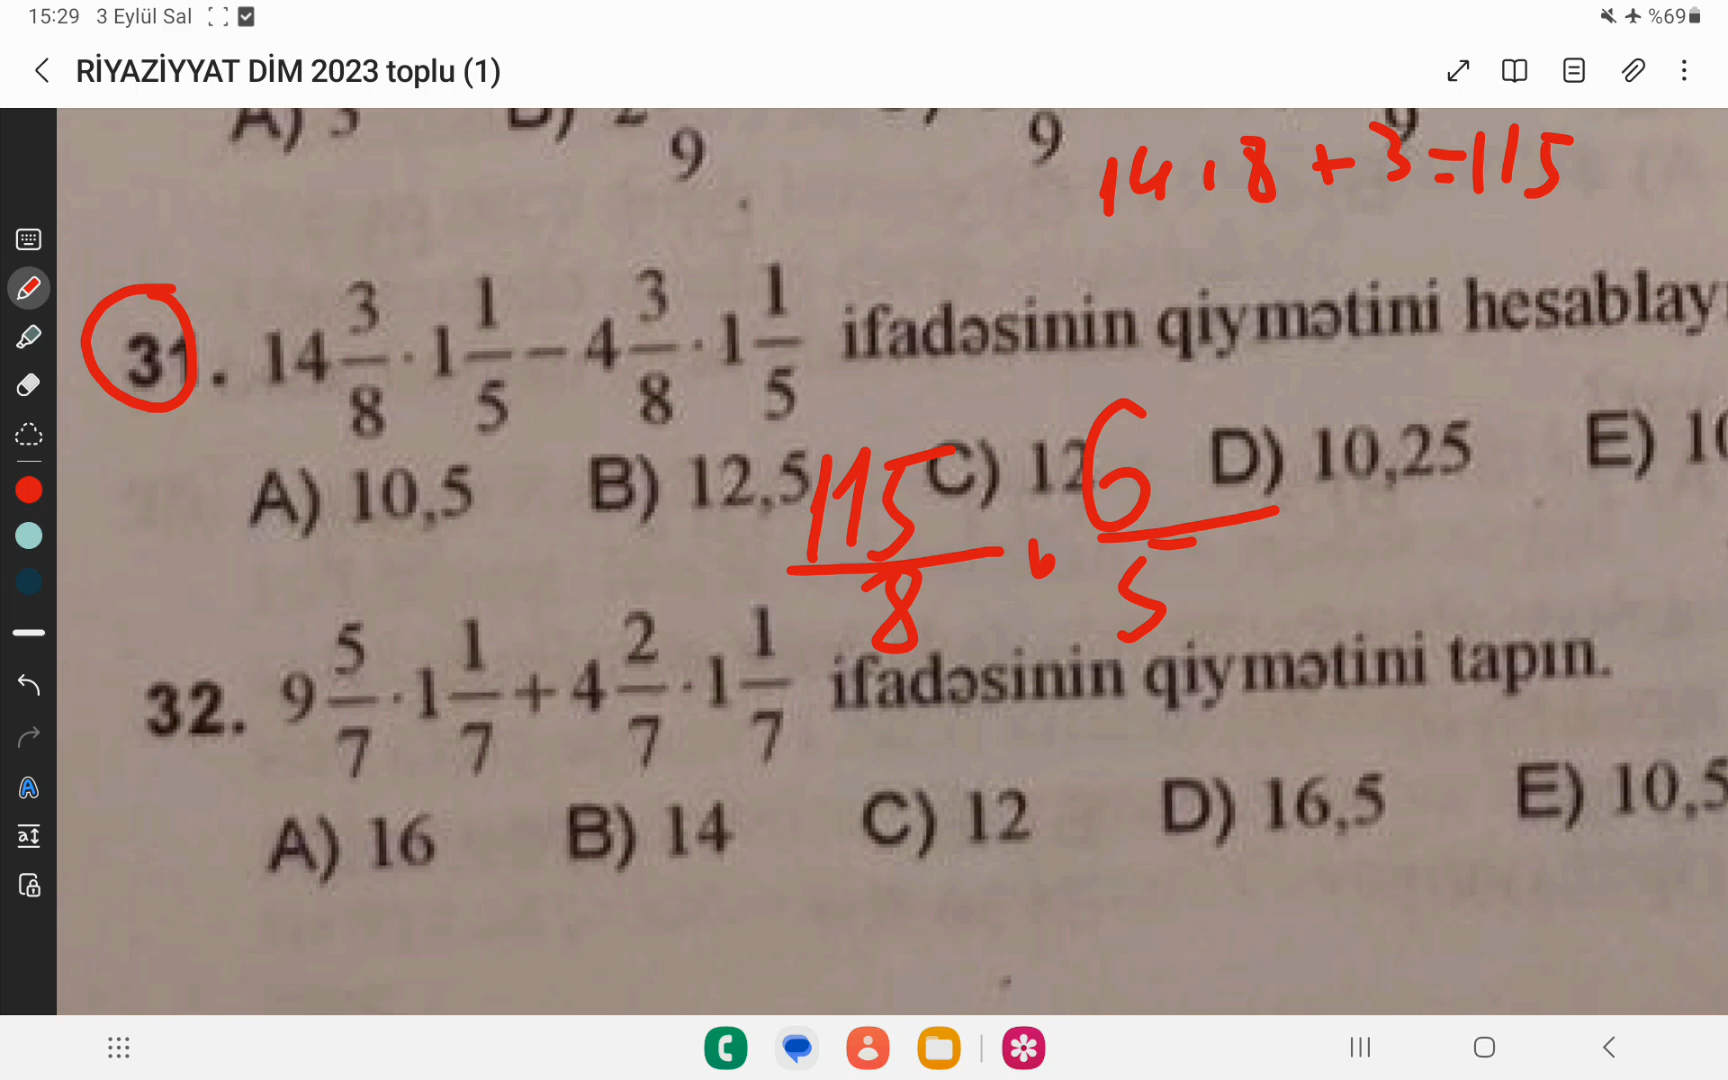 15:29 3 Eylül Sal %69
RİYAZİYYAT DİM 2023 toplu (1)
A) 3
9
9
9
14 · 8 + 3 = 115
31. 14 3/8 · 1 1/5 − 4 3/8 · 1 1/5 ifadəsinin qiymətini hesablay
A) 10,5 B) 12,5 C) 12 D) 10,25 E) 10
115/8 · 6/5
32. 9 5/7 · 1 1/7 + 4 2/7 · 1 1/7 ifadəsinin qiymətini tapın.
A) 16 B) 14 C) 12 D) 16,5 E) 10,5